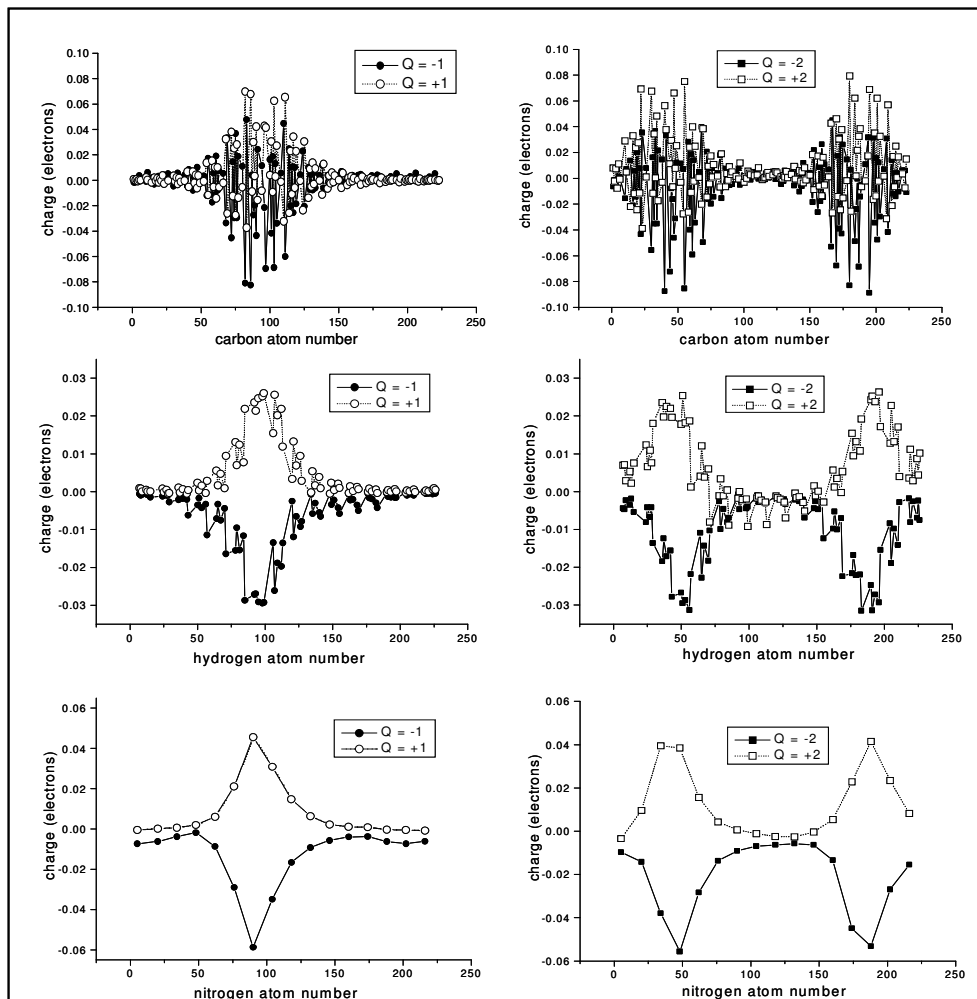 Q = -1
Q = +1
0.10
0.08
0.06
0.04
0.02
0.00
-0.02
-0.04
-0.06
-0.08
-0.10
charge (electrons)
0 50 100 150 200 250
carbon atom number
Q = -2
Q = +2
0.10
0.08
0.06
0.04
0.02
0.00
-0.02
-0.04
-0.06
-0.08
-0.10
charge (electrons)
0 50 100 150 200 250
carbon atom number
Q = -1
Q = +1
0.03
0.02
0.01
0.00
-0.01
-0.02
-0.03
charge (electrons)
0 50 100 150 200 250
hydrogen atom number
Q = -2
Q = +2
0.03
0.02
0.01
0.00
-0.01
-0.02
-0.03
charge (electrons)
0 50 100 150 200 250
hydrogen atom number
Q = -1
Q = +1
0.06
0.04
0.02
0.00
-0.02
-0.04
-0.06
charge (electrons)
0 50 100 150 200 250
nitrogen atom number
Q = -2
Q = +2
0.06
0.04
0.02
0.00
-0.02
-0.04
-0.06
charge (electrons)
0 50 100 150 200 250
nitrogen atom number